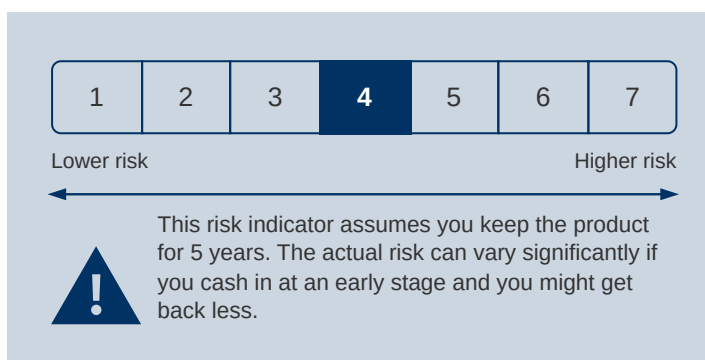 1 2 3 4 5 6 7
Lower risk Higher risk
This risk indicator assumes you keep the product
for 5 years. The actual risk can vary significantly if
you cash in at an early stage and you might get
back less.